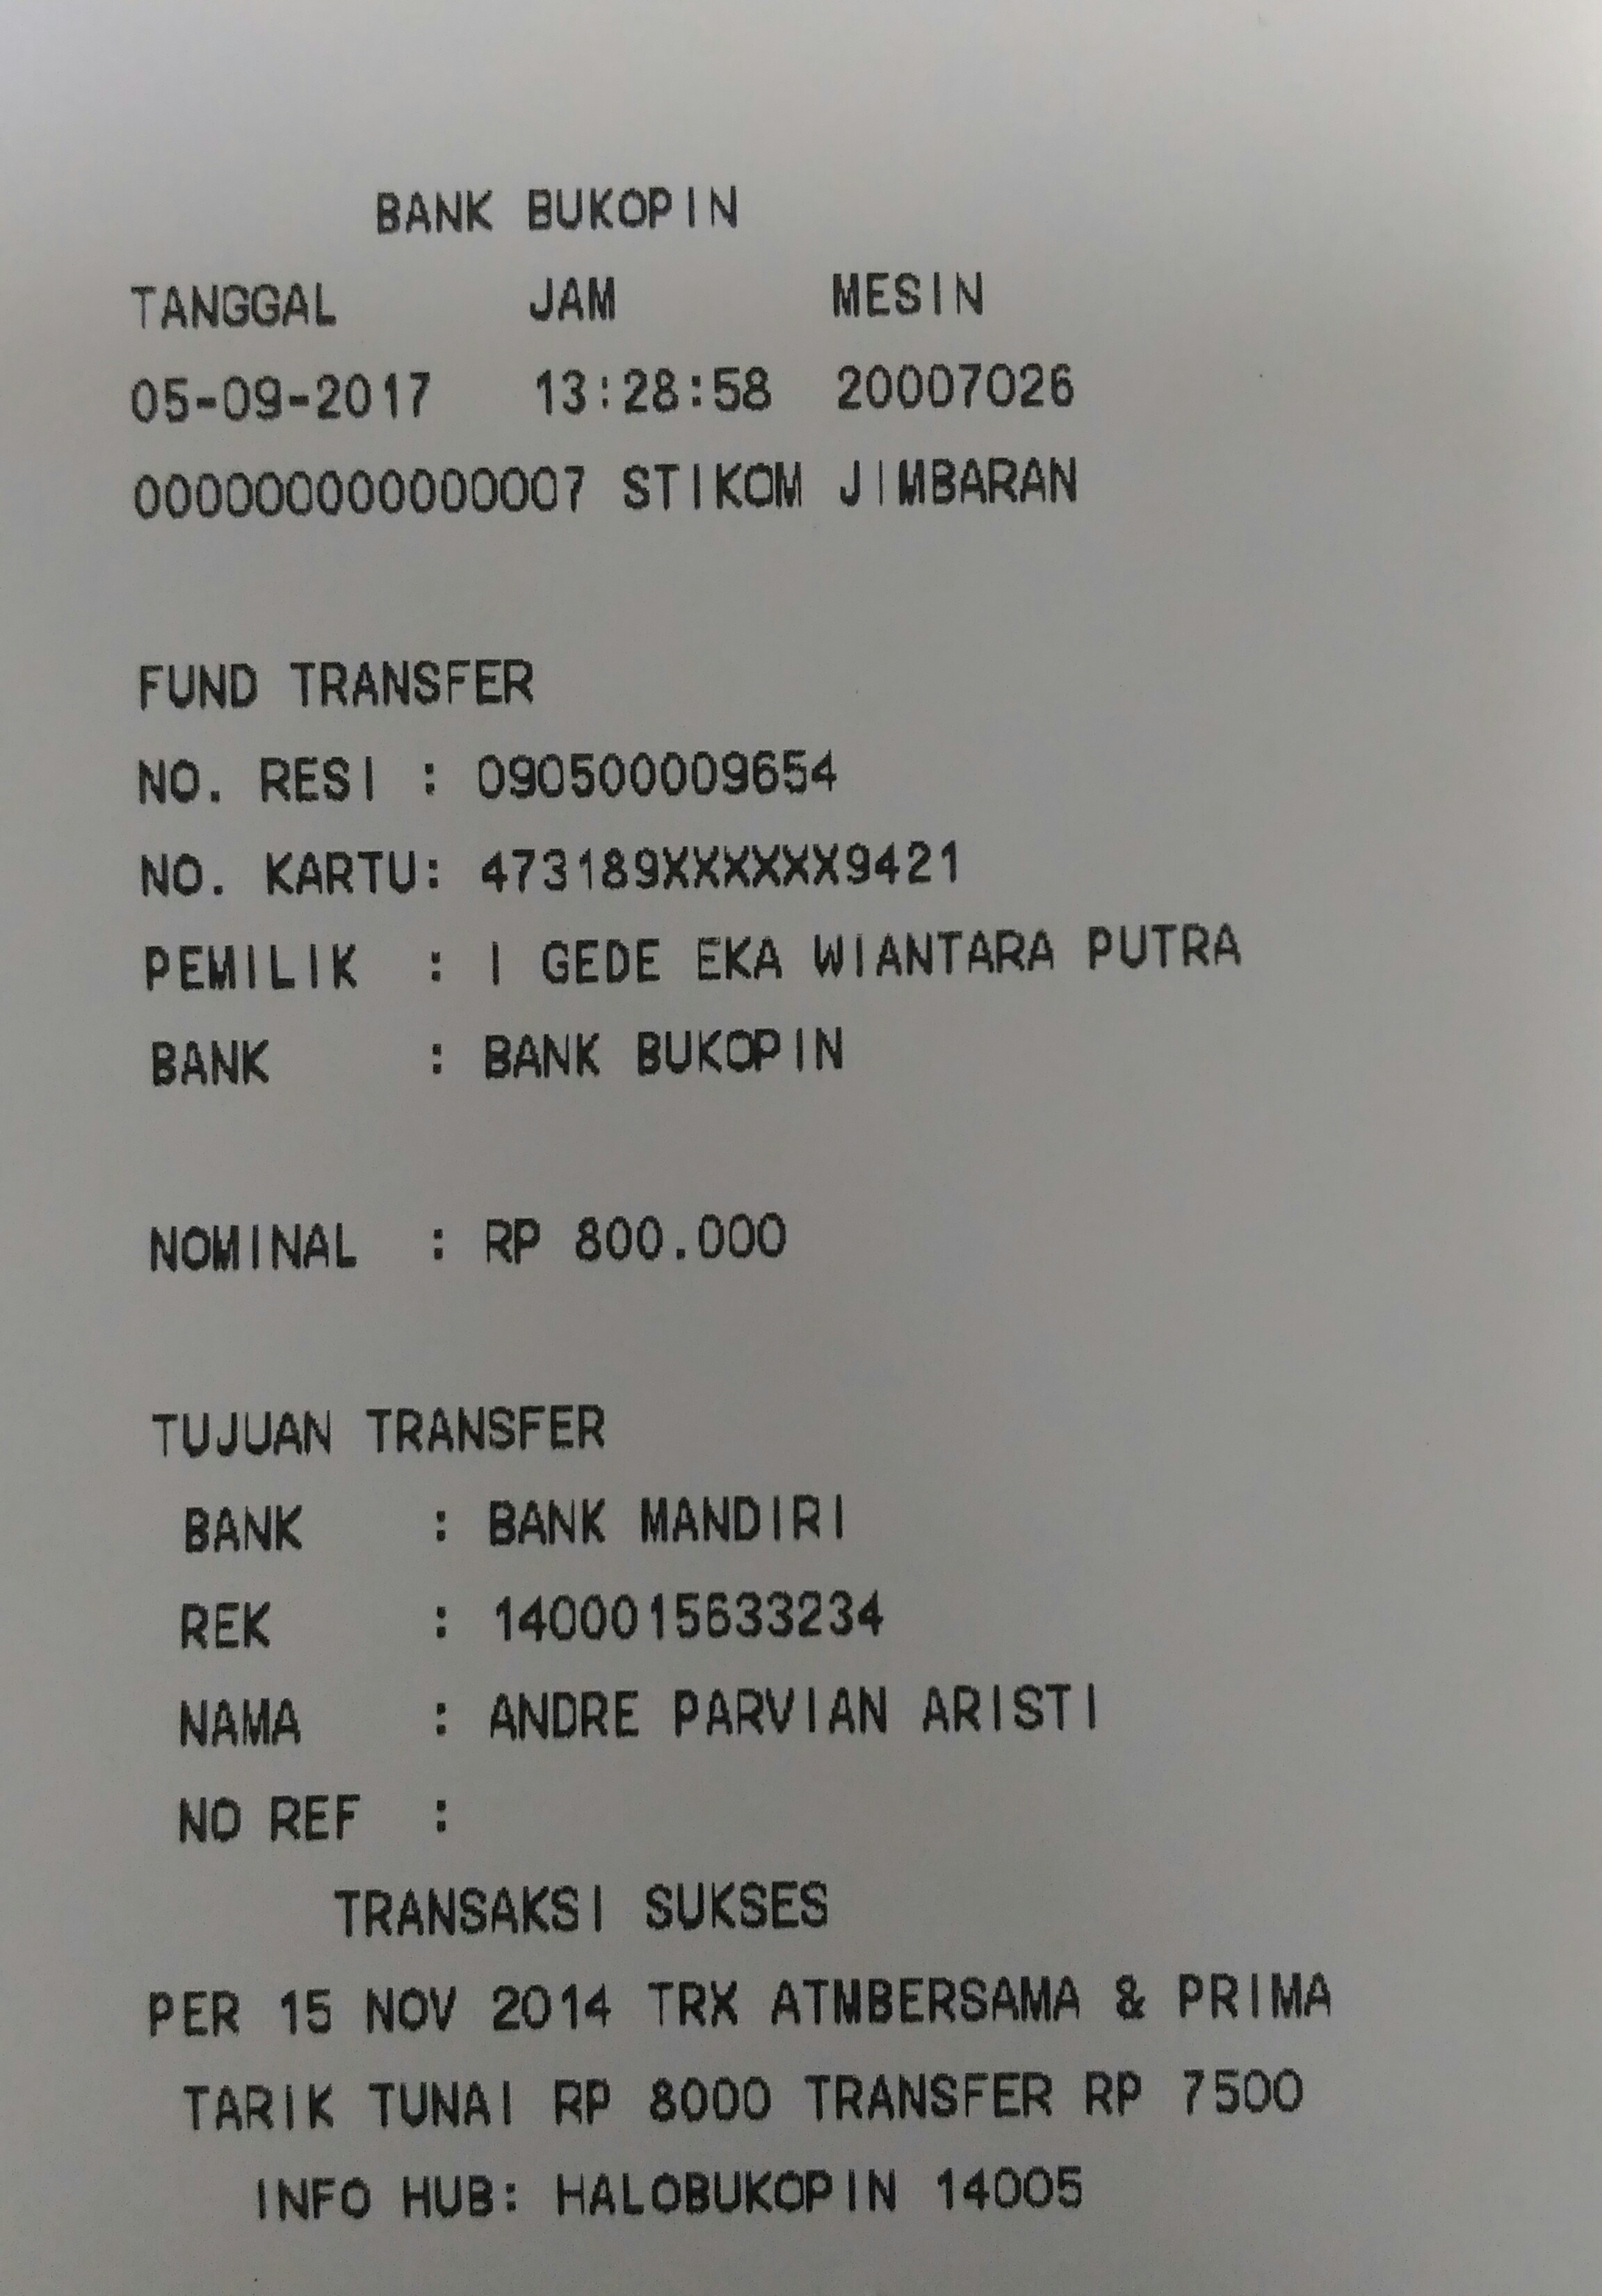 BANK BUKOPIN
TANGGAL JAM MESIN
05-09-2017 13:28:58 20007026
000000000000007 STIKOM JIMBARAN
FUND TRANSFER
NO. RESI : 090500009654
NO. KARTU: 473189XXXXXX9421
PEMILIK : I GEDE EKA WIANTARA PUTRA
BANK : BANK BUKOPIN
NOMINAL : RP 800.000
TUJUAN TRANSFER
BANK : BANK MANDIRI
REK : 1400015633234
NAMA : ANDRE PARVIAN ARISTI
NO REF :
TRANSAKSI SUKSES
PER 15 NOV 2014 TRX ATMBERSAMA & PRIMA
TARIK TUNAI RP 8000 TRANSFER RP 7500
INFO HUB: HALOBUKOPIN 14005